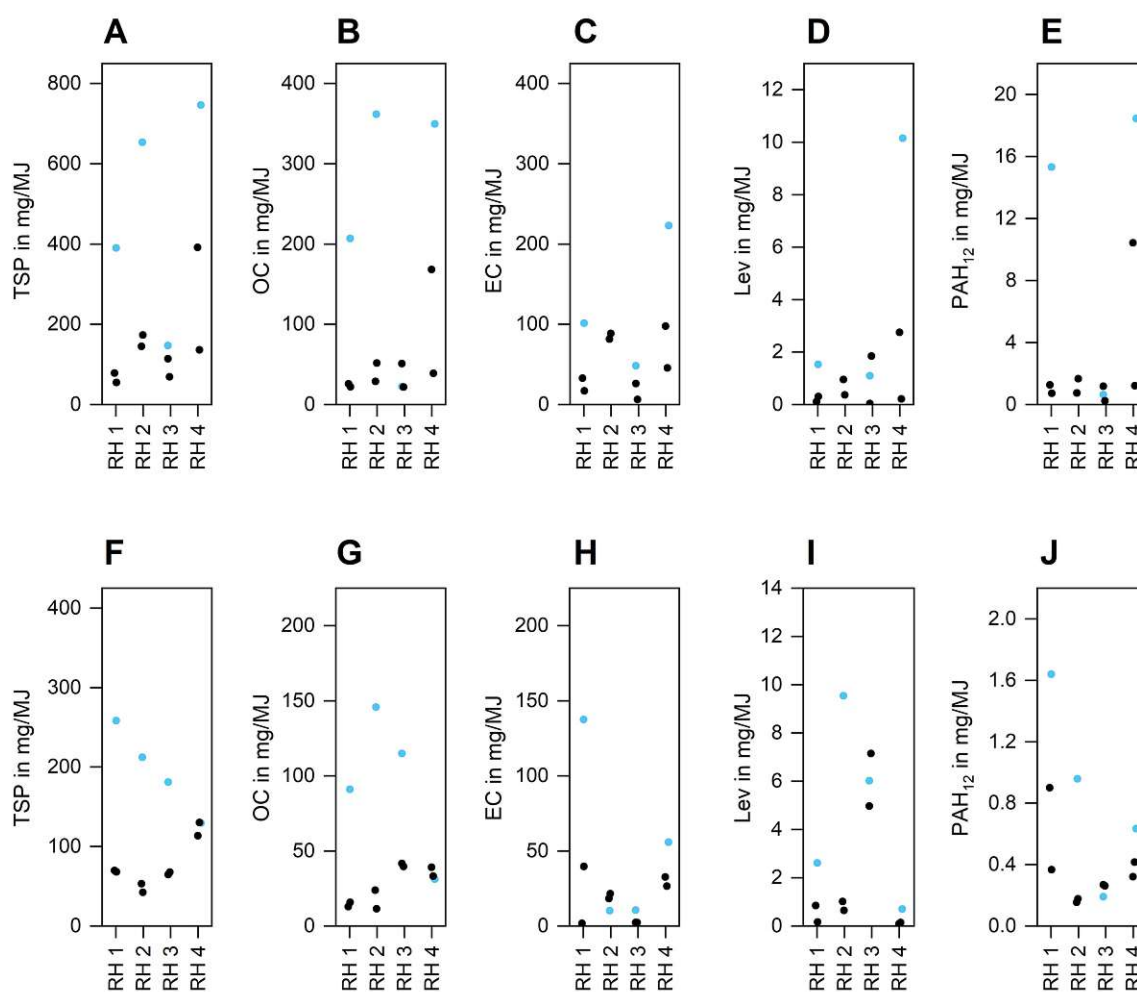 A
TSP in mg/MJ
800
600
400
200
0
RH 1
RH 2
RH 3
RH 4
B
OC in mg/MJ
400
300
200
100
0
RH 1
RH 2
RH 3
RH 4
C
EC in mg/MJ
400
300
200
100
0
RH 1
RH 2
RH 3
RH 4
D
Lev in mg/MJ
12
10
8
6
4
2
0
RH 1
RH 2
RH 3
RH 4
E
PAH₁₂ in mg/MJ
20
16
12
8
4
0
RH 1
RH 2
RH 3
RH 4
F
TSP in mg/MJ
400
300
200
100
0
RH 1
RH 2
RH 3
RH 4
G
OC in mg/MJ
200
150
100
50
0
RH 1
RH 2
RH 3
RH 4
H
EC in mg/MJ
200
150
100
50
0
RH 1
RH 2
RH 3
RH 4
I
Lev in mg/MJ
14
12
10
8
6
4
2
0
RH 1
RH 2
RH 3
RH 4
J
PAH₁₂ in mg/MJ
2.0
1.6
1.2
0.8
0.4
0.0
RH 1
RH 2
RH 3
RH 4